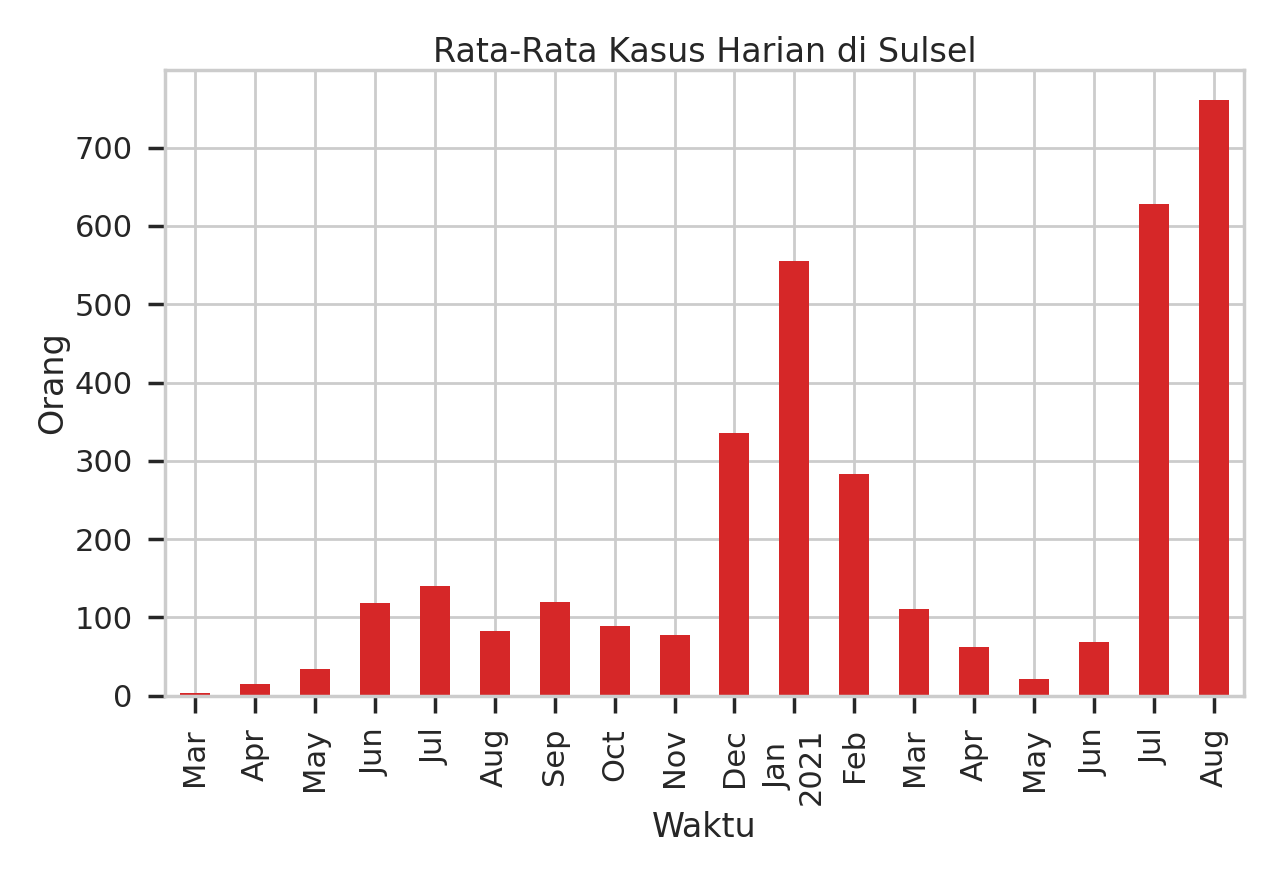 Rata-Rata Kasus Harian di Sulsel
Orang
700
600
500
400
300
200
100
0
Mar
Apr
May
Jun
Jul
Aug
Sep
Oct
Nov
Dec
Jan
2021
Feb
Mar
Apr
May
Jun
Jul
Aug
Waktu